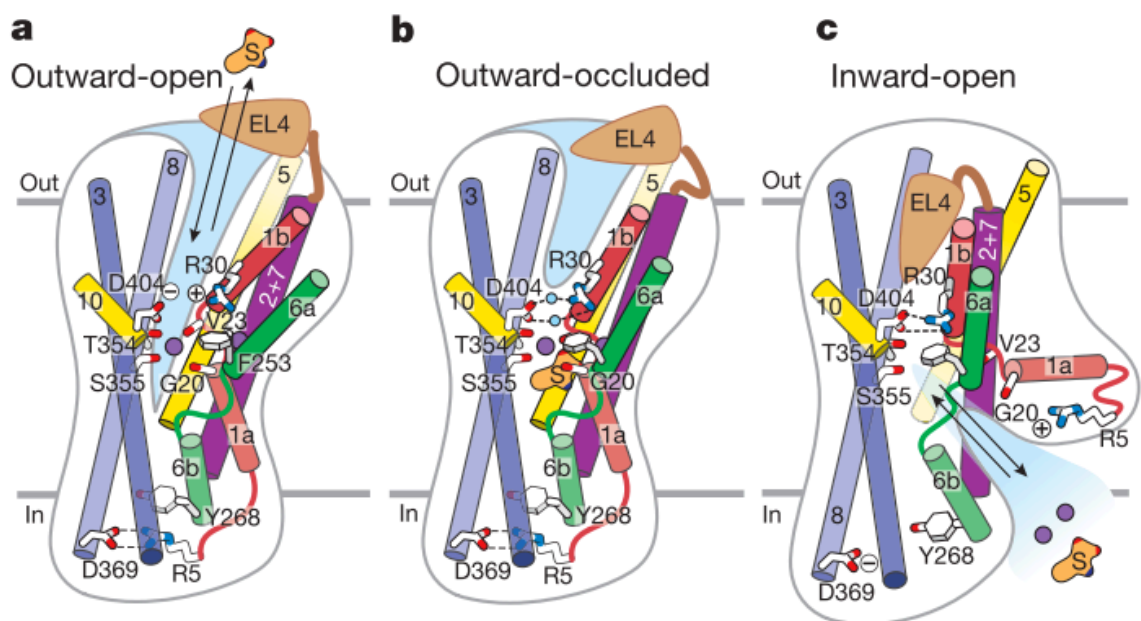 a
Outward-open
S
EL4
8
5
Out
3
1b
R30
2+7
D404
6a
10
T354
F253
S355
G20
1a
6b
In
Y268
D369
R5
b
Outward-occluded
EL4
8
5
Out
3
1b
R30
D404
6a
10
T354
S355
S
G20
1a
6b
In
Y268
D369
R5
c
Inward-open
5
Out
3
EL4
2+7
1b
R30
10
D404
6a
T354
V23
1a
S355
G20
R5
6b
In
8
Y268
S
D369